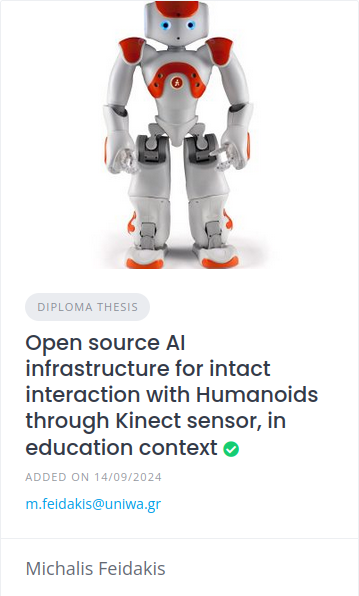 DIPLOMA THESIS
Open source AI
infrastructure for intact
interaction with Humanoids
through Kinect sensor, in
education context
ADDED ON 14/09/2024
m.feidakis@uniwa.gr
Michalis Feidakis